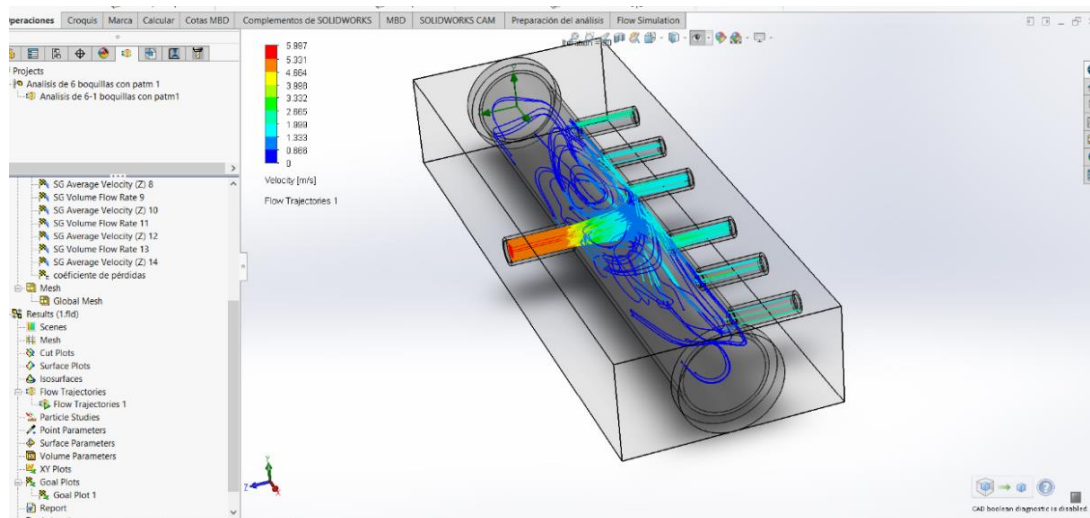 Operaciones Croquis Marca Calcular Cotas MBD Complementos de SOLIDWORKS MBD SOLIDWORKS CAM Preparación del análisis Flow Simulation
Projects
Analisis de 6 boquillas con patm 1
Analisis de 6-1 boquillas con patm1
SG Average Velocity (Z) 8
SG Volume Flow Rate 9
SG Average Velocity (Z) 10
SG Volume Flow Rate 11
SG Average Velocity (Z) 12
SG Volume Flow Rate 13
SG Average Velocity (Z) 14
coéficiente de pérdidas
Mesh
Global Mesh
Results (1.fld)
Scenes
Mesh
Cut Plots
Surface Plots
Isosurfaces
Flow Trajectories
Flow Trajectories 1
Particle Studies
Point Parameters
Surface Parameters
Volume Parameters
XY Plots
Goal Plots
Goal Plot 1
Report
5.997
5.331
4.664
3.998
3.332
2.665
1.999
1.333
0.666
0
Velocity [m/s]
Flow Trajectories 1
Y
Z
X
CAD boolean diagnostic is disabled